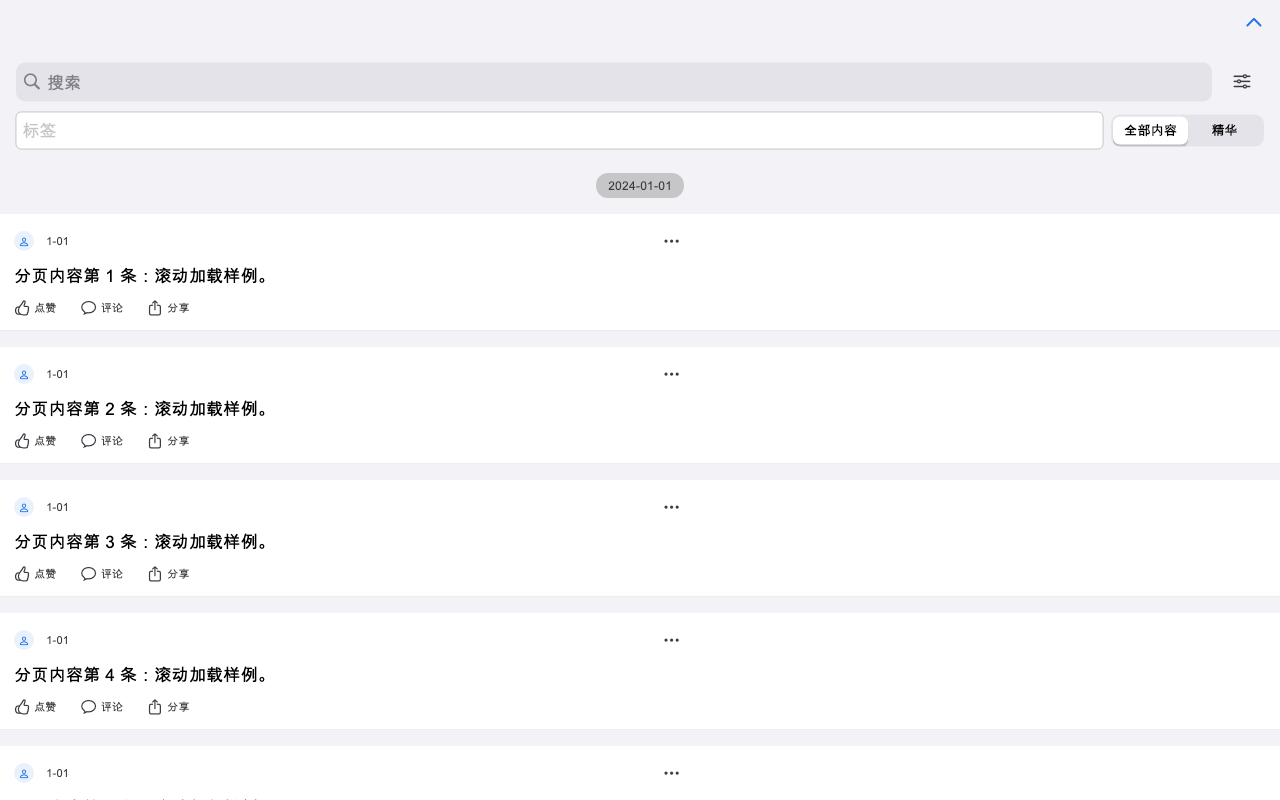 搜索
标签
全部内容 精华
2024-01-01
1-01
分页内容第 1 条：滚动加载样例。
点赞 评论 分享
1-01
分页内容第 2 条：滚动加载样例。
点赞 评论 分享
1-01
分页内容第 3 条：滚动加载样例。
点赞 评论 分享
1-01
分页内容第 4 条：滚动加载样例。
点赞 评论 分享
1-01